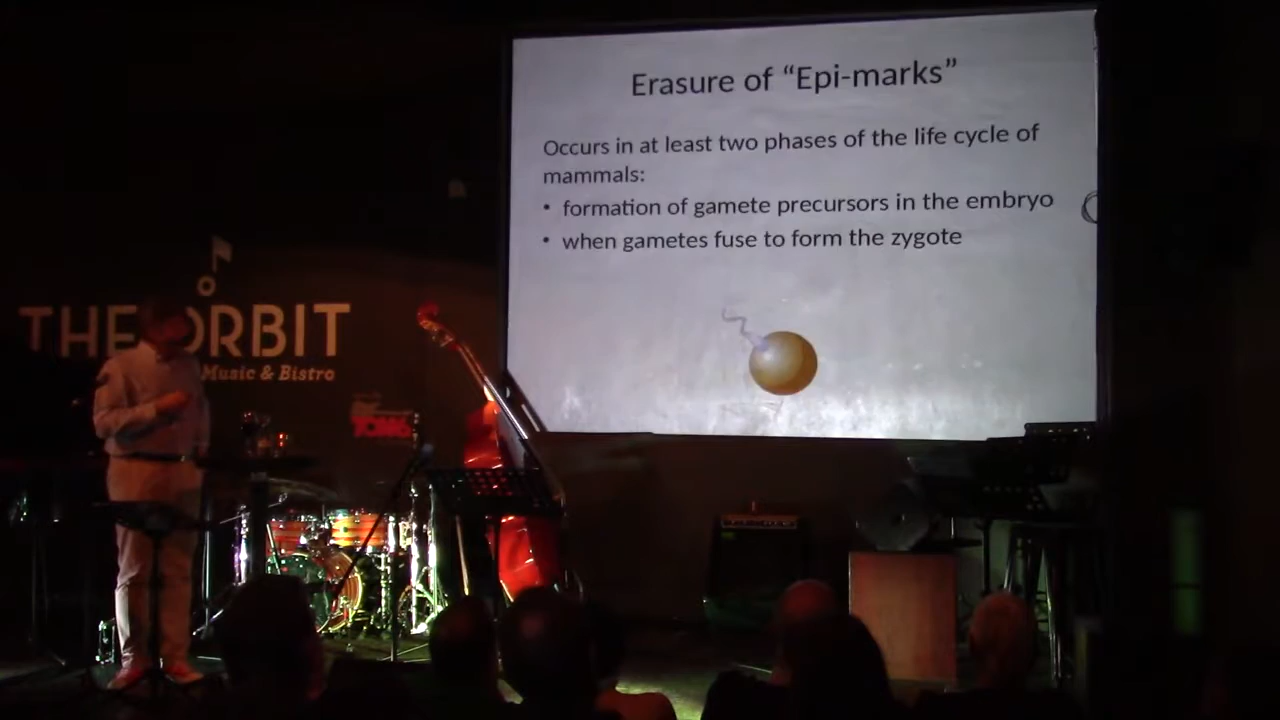 Erasure of “Epi-marks”
Occurs in at least two phases of the life cycle of
mammals:
• formation of gamete precursors in the embryo
• when gametes fuse to form the zygote
THE ORBIT
Music & Bistro